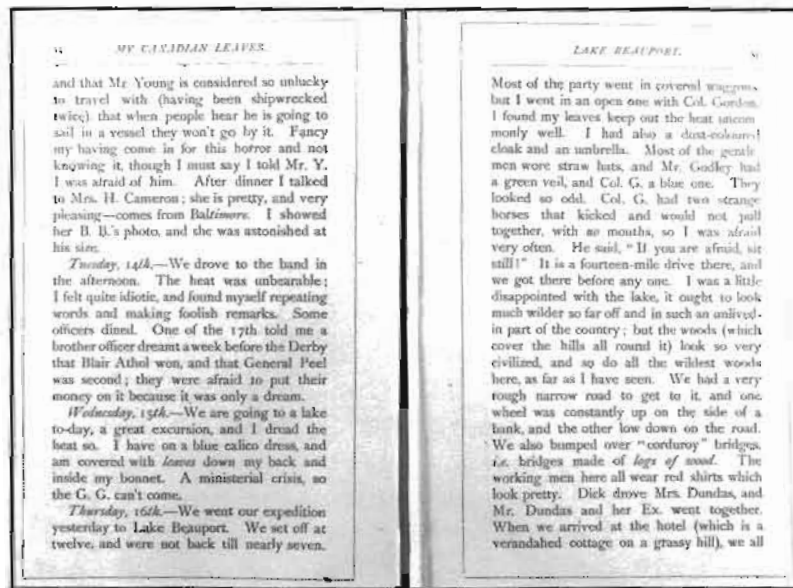 14 MY CANADIAN LEAVES.
and that Mr Young is considered so unlucky
to travel with (having been shipwrecked
twice) that when people hear he is going to
sail in a vessel they won't go by it. Fancy
my having come in for this horror and not
knowing it, though I must say I told Mr. Y.
I was afraid of him. After dinner I talked
to Mrs. H. Cameron; she is pretty, and very
pleasing—comes from Baltimore. I showed
her B. B.'s photo, and she was astonished at
his size.
Tuesday, 14th.—We drove to the band in
the afternoon. The heat was unbearable;
I felt quite idiotic, and found myself repeating
words and making foolish remarks. Some
officers dined. One of the 17th told me a
brother officer dreamt a week before the Derby
that Blair Athol won, and that General Peel
was second; they were afraid to put their
money on it because it was only a dream.
Wednesday, 15th.—We are going to a lake
to-day, a great excursion, and I dread the
heat so. I have on a blue calico dress, and
am covered with leaves down my back and
inside my bonnet. A ministerial crisis, so
the G. G. can't come.
Thursday, 16th.—We went our expedition
yesterday to Lake Beauport. We set off at
twelve, and were not back till nearly seven.
LAKE BEAUPORT.
Most of the party went in covered waggons,
but I went in an open one with Col. Gordon.
I found my leaves keep out the heat uncom
monly well. I had also a dust-coloured
cloak and an umbrella. Most of the gentle
men wore straw hats, and Mr. Godley had
a green veil, and Col. G. a blue one. They
looked so odd. Col. G. had two strange
horses that kicked and would not pull
together, with no mouths, so I was afraid
very often. He said, "If you are afraid, sit
still!" It is a fourteen-mile drive there, and
we got there before any one. I was a little
disappointed with the lake, it ought to look
much wilder so far off and in such an unlived-
in part of the country; but the woods (which
cover the hills all round it) look so very
civilized, and so do all the wildest woods
here, as far as I have seen. We had a very
rough narrow road to get to it, and one
wheel was constantly up on the side of a
bank, and the other low down on the road.
We also bumped over "corduroy" bridges,
i.e. bridges made of logs of wood. The
working men here all wear red shirts which
look pretty. Dick drove Mrs. Dundas, and
Mr. Dundas and her Ex. went together.
When we arrived at the hotel (which is a
verandahed cottage on a grassy hill), we all